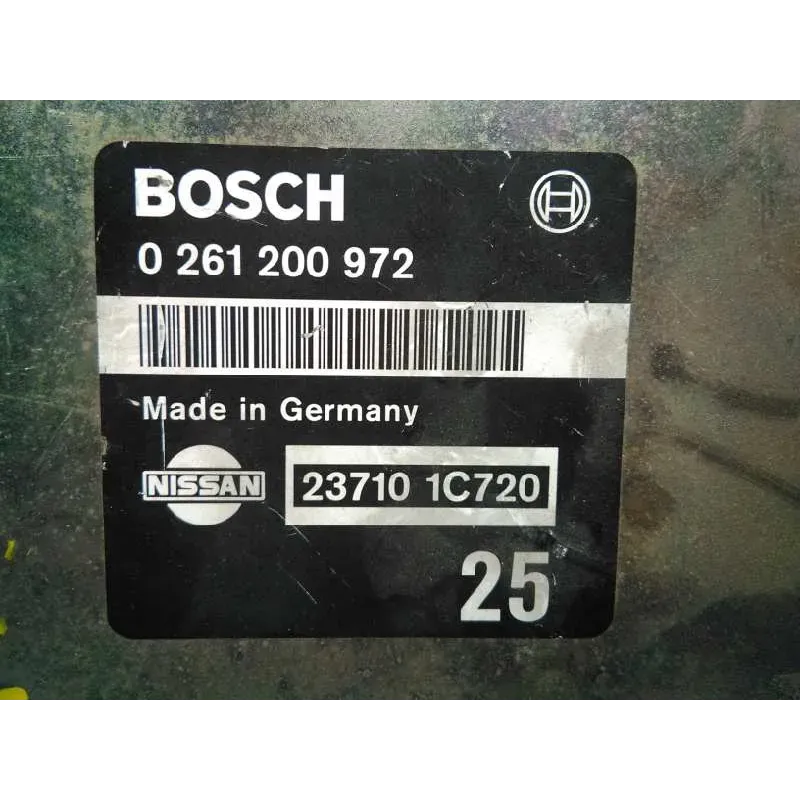 BOSCH
0 261 200 972
Made in Germany
NISSAN
23710 1C720
25